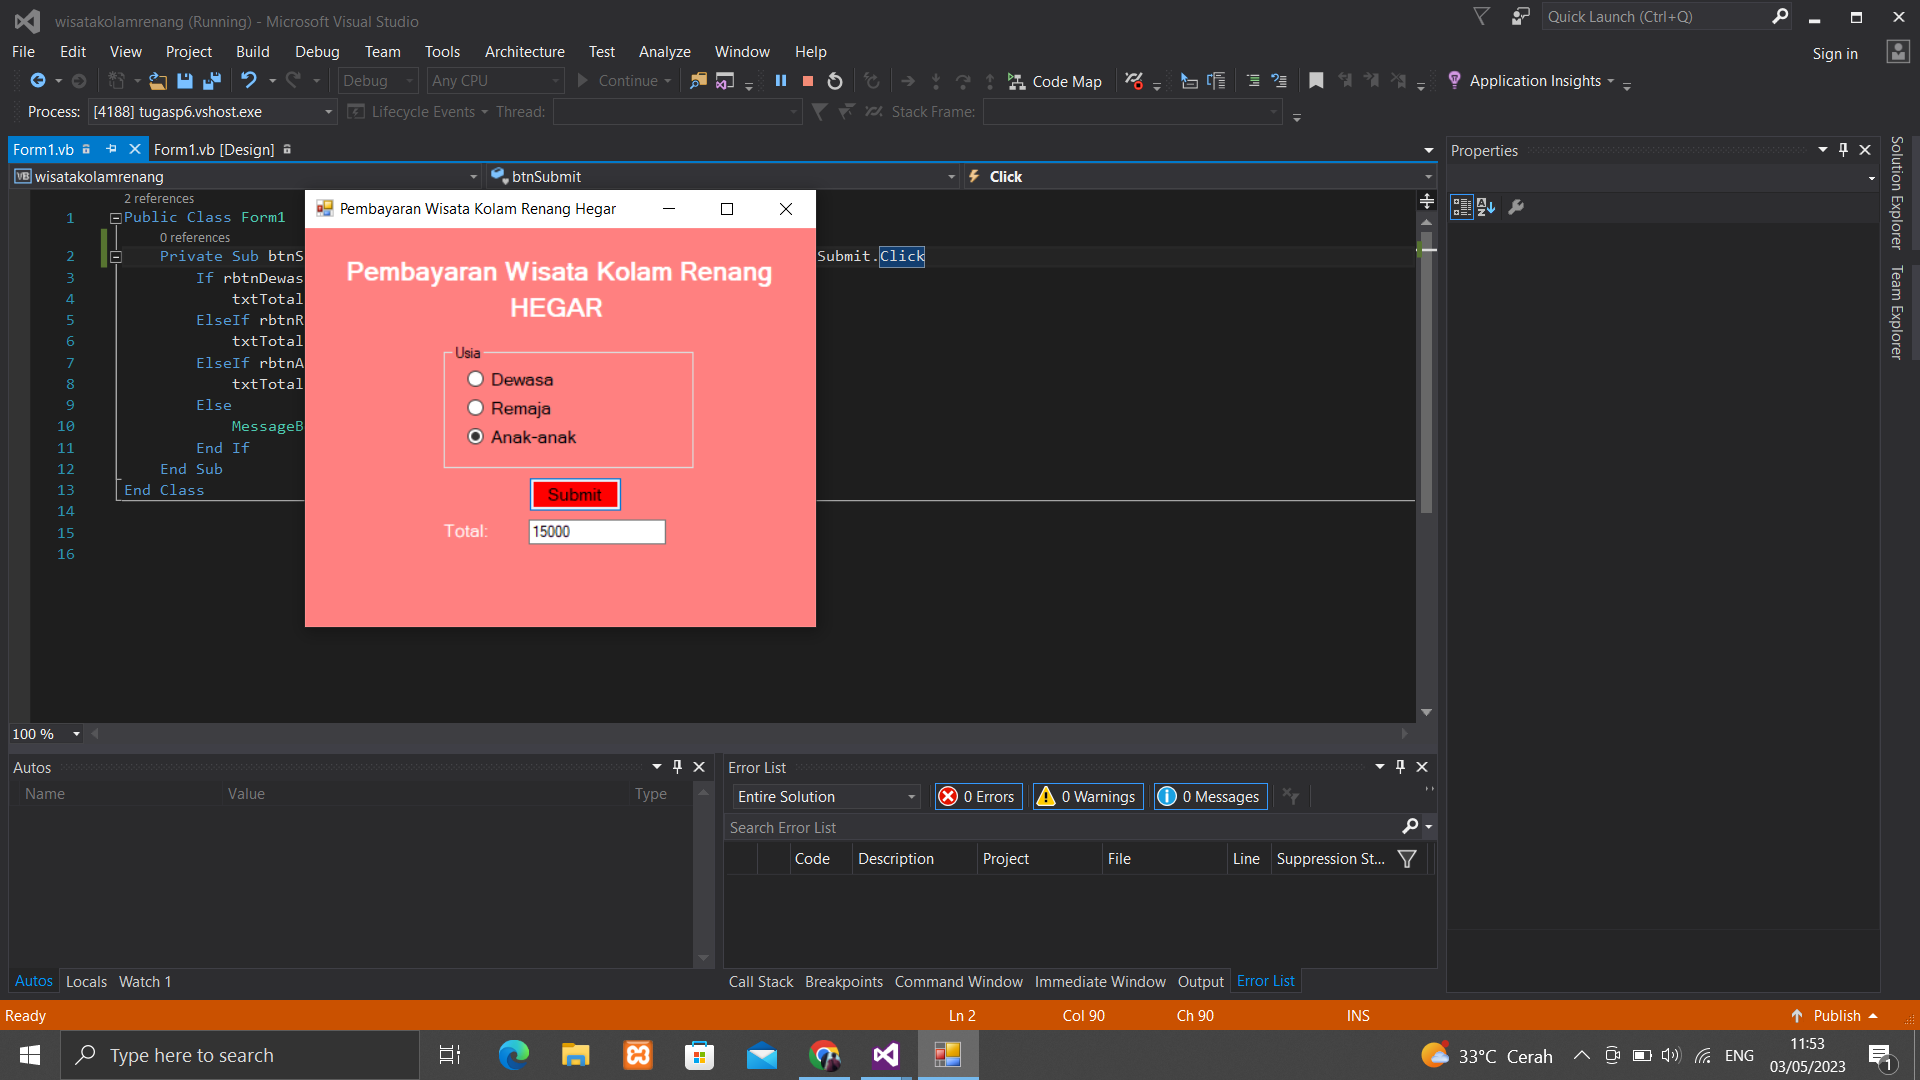 wisatakolamrenang (Running) - Microsoft Visual Studio
Quick Launch (Ctrl+Q)
File Edit View Project Build Debug Team Tools Architecture Test Analyze Window Help
Sign in
Debug Any CPU Continue Code Map Application Insights
Process: [4188] tugasp6.vshost.exe Lifecycle Events Thread: Stack Frame:
Form1.vb Form1.vb [Design]
wisatakolamrenang btnSubmit Click
2 references
1 Public Class Form1
0 references
2 Private Sub btnS Submit.Click
3 If rbtnDewas
4 txtTotal
5 ElseIf rbtnR
6 txtTotal
7 ElseIf rbtnA
8 txtTotal
9 Else
10 MessageB
11 End If
12 End Sub
13 End Class
14
15
16
Pembayaran Wisata Kolam Renang Hegar
Pembayaran Wisata Kolam Renang
HEGAR
Usia
Dewasa
Remaja
Anak-anak
Submit
Total: 15000
100 %
Properties
Solution Explorer
Team Explorer
Autos
Name Value Type
Autos Locals Watch 1
Error List
Entire Solution 0 Errors 0 Warnings 0 Messages
Search Error List
Code Description Project File Line Suppression St...
Call Stack Breakpoints Command Window Immediate Window Output Error List
Ready Ln 2 Col 90 Ch 90 INS Publish
Type here to search
33°C Cerah ENG
11:53
03/05/2023
1